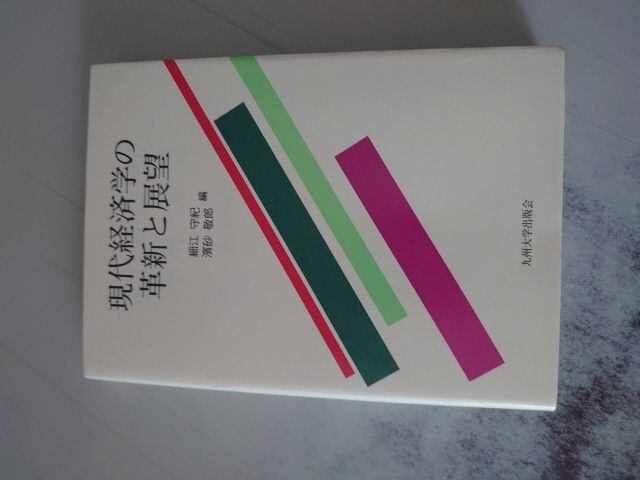 現代経済学の
革新と展望
細江 守紀
濱砂 敬郎
編
九州大学出版会